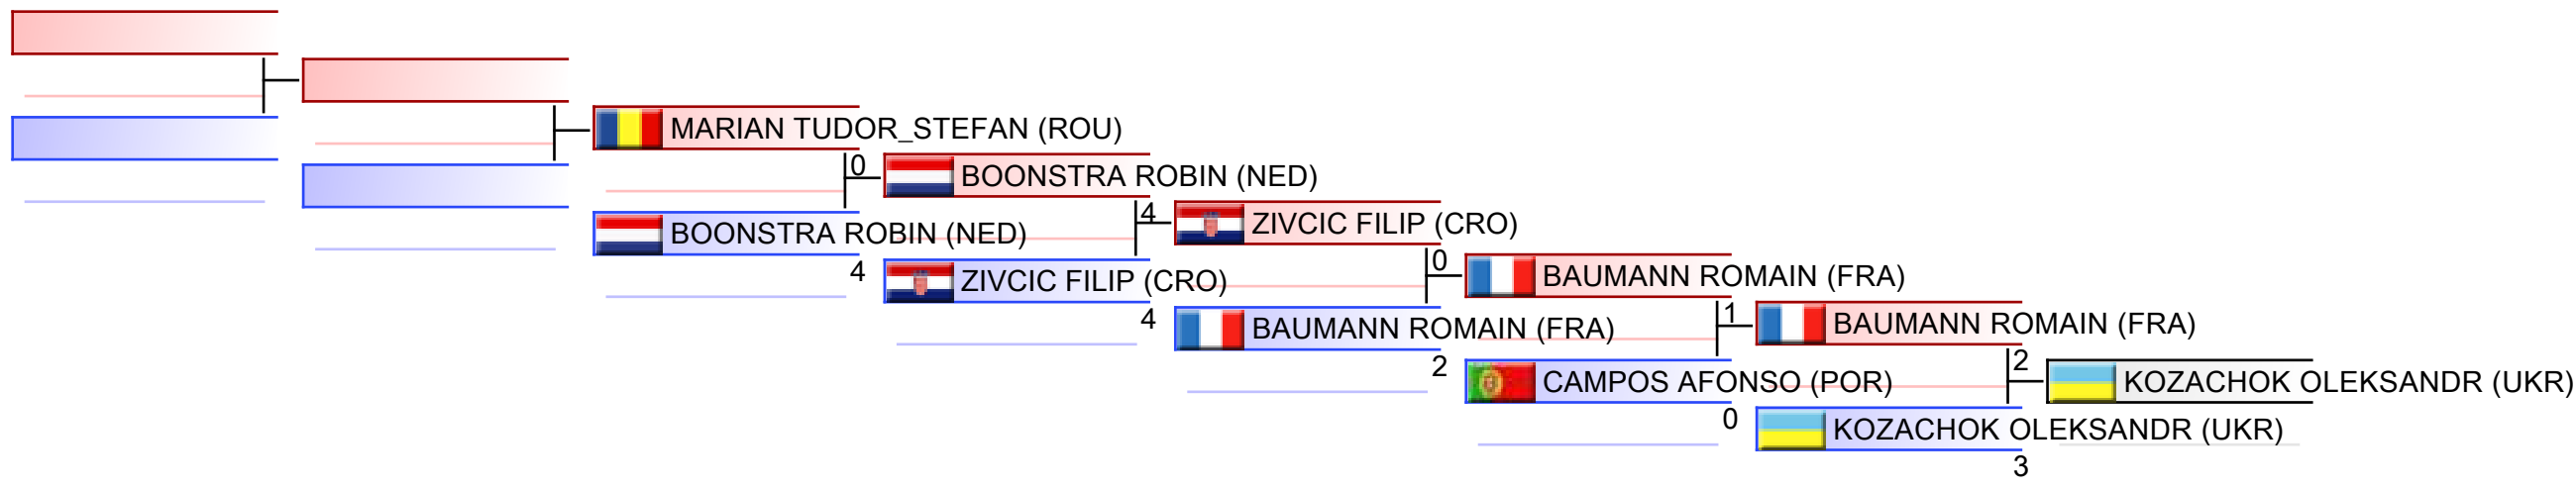 MARIAN TUDOR_STEFAN (ROU)
0
BOONSTRA ROBIN (NED)
BOONSTRA ROBIN (NED)
4
4
ZIVCIC FILIP (CRO)
ZIVCIC FILIP (CRO)
4
0
BAUMANN ROMAIN (FRA)
BAUMANN ROMAIN (FRA)
2
1
BAUMANN ROMAIN (FRA)
CAMPOS AFONSO (POR)
0
2
KOZACHOK OLEKSANDR (UKR)
KOZACHOK OLEKSANDR (UKR)
3